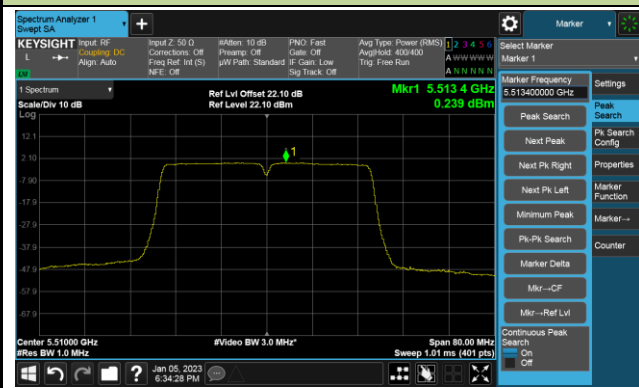 Spectrum Analyzer 1
Swept SA
+
Marker
KEYSIGHT
L
Input: RF
Coupling: DC
Align: Auto
Input Z: 50 Ω
Corrections: Off
Freq Ref: Int (S)
NFE: Off
#Atten: 10 dB
Preamp: Off
µW Path: Standard
PNO: Fast
Gate: Off
IF Gain: Low
Sig Track: Off
Avg Type: Power (RMS)
Avg|Hold: 400/400
Trig: Free Run
1 2 3 4 5 6
A W W W W W
A N N N N N
Select Marker
Marker 1
1 Spectrum
Scale/Div 10 dB
Log
Ref Lvl Offset 22.10 dB
Ref Level 22.10 dBm
Mkr1 5.513 4 GHz
0.239 dBm
12.1
2.10
-7.90
-17.9
-27.9
-37.9
-47.9
-57.9
-67.9
1
Center 5.51000 GHz
#Res BW 1.0 MHz
#Video BW 3.0 MHz*
Span 80.00 MHz
Sweep 1.01 ms (401 pts)
Marker Frequency
5.513400000 GHz
Peak Search
Next Peak
Next Pk Right
Next Pk Left
Minimum Peak
Pk-Pk Search
Marker Delta
Mkr→CF
Mkr→Ref Lvl
Continuous Peak
Search
On
Off
Settings
Peak
Search
Pk Search
Config
Properties
Marker
Function
Marker→
Counter
?
Jan 05, 2023
6:34:28 PM